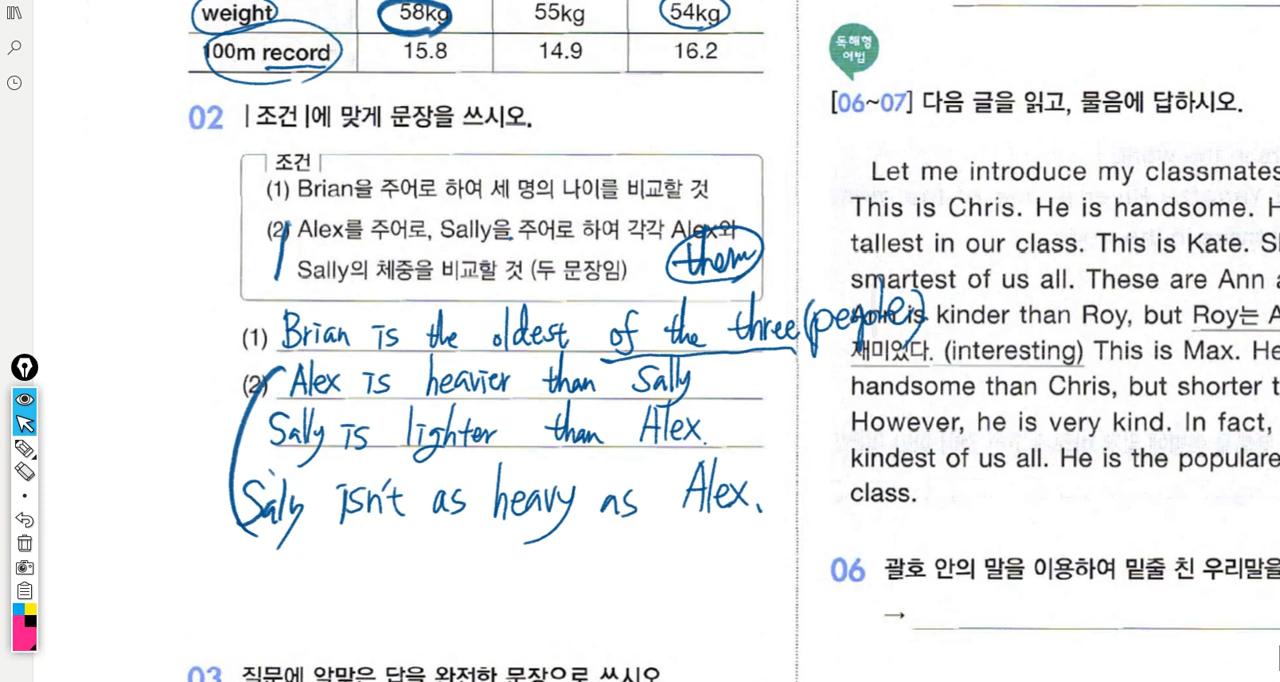 weight 58kg 55kg 54kg
100m record 15.8 14.9 16.2
02 |조건|에 맞게 문장을 쓰시오.
| 조건 |
(1) Brian을 주어로 하여 세 명의 나이를 비교할 것
(2) Alex를 주어로, Sally을 주어로 하여 각각 Alex와
Sally의 체중을 비교할 것 (두 문장임)
them
(1) Brian is the oldest of the three (people)
(2) Alex is heavier than Sally
Sally is lighter than Alex.
Sally isn't as heavy as Alex.
03 직문에 알맞은 답을 완전한 문장으로 쓰시오
독해형
어법
[06~07] 다음 글을 읽고, 물음에 답하시오.
Let me introduce my classmates
This is Chris. He is handsome. H
tallest in our class. This is Kate. S
smartest of us all. These are Ann a
Ann is kinder than Roy, but Roy는 A
재미있다. (interesting) This is Max. He
handsome than Chris, but shorter t
However, he is very kind. In fact,
kindest of us all. He is the populare
class.
06 괄호 안의 말을 이용하여 밑줄 친 우리말을
→